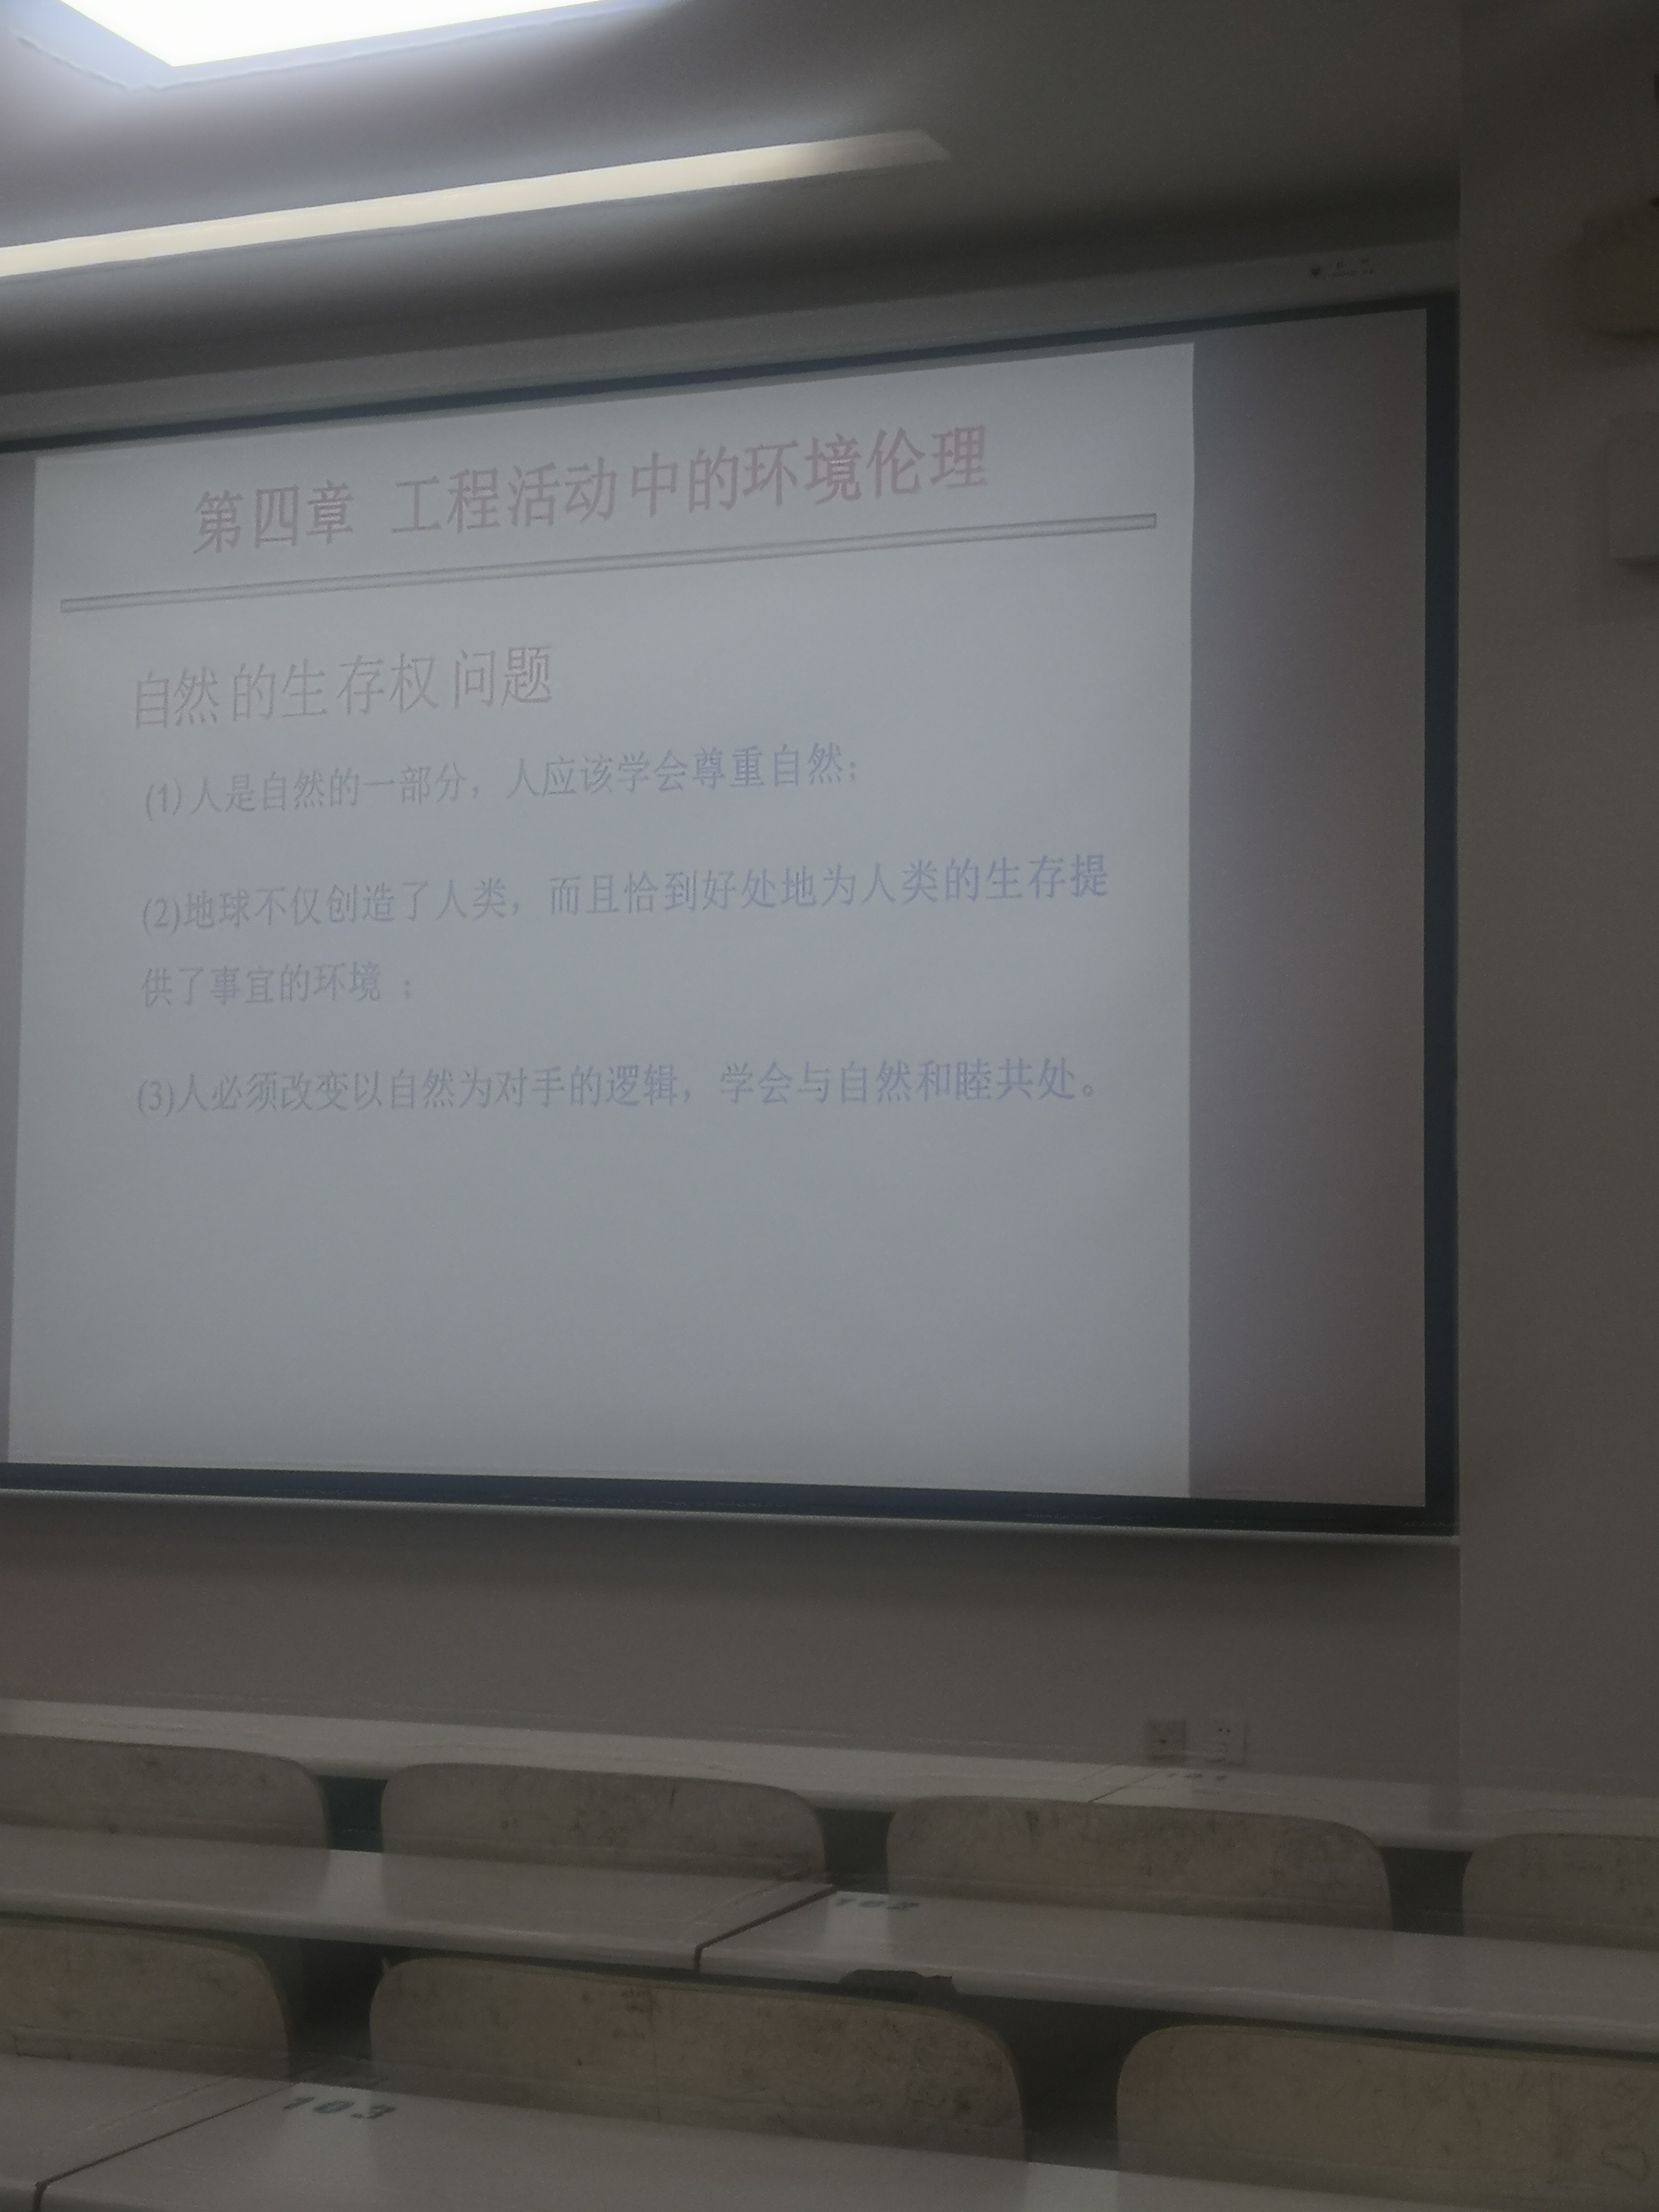 第四章 工程活动中的环境伦理
自然的生存权问题
(1)人是自然的一部分，人应该学会尊重自然；
(2)地球不仅创造了人类，而且恰到好处地为人类的生存提
供了事宜的环境 ；
(3)人必须改变以自然为对手的逻辑，学会与自然和睦共处。
101
102
103